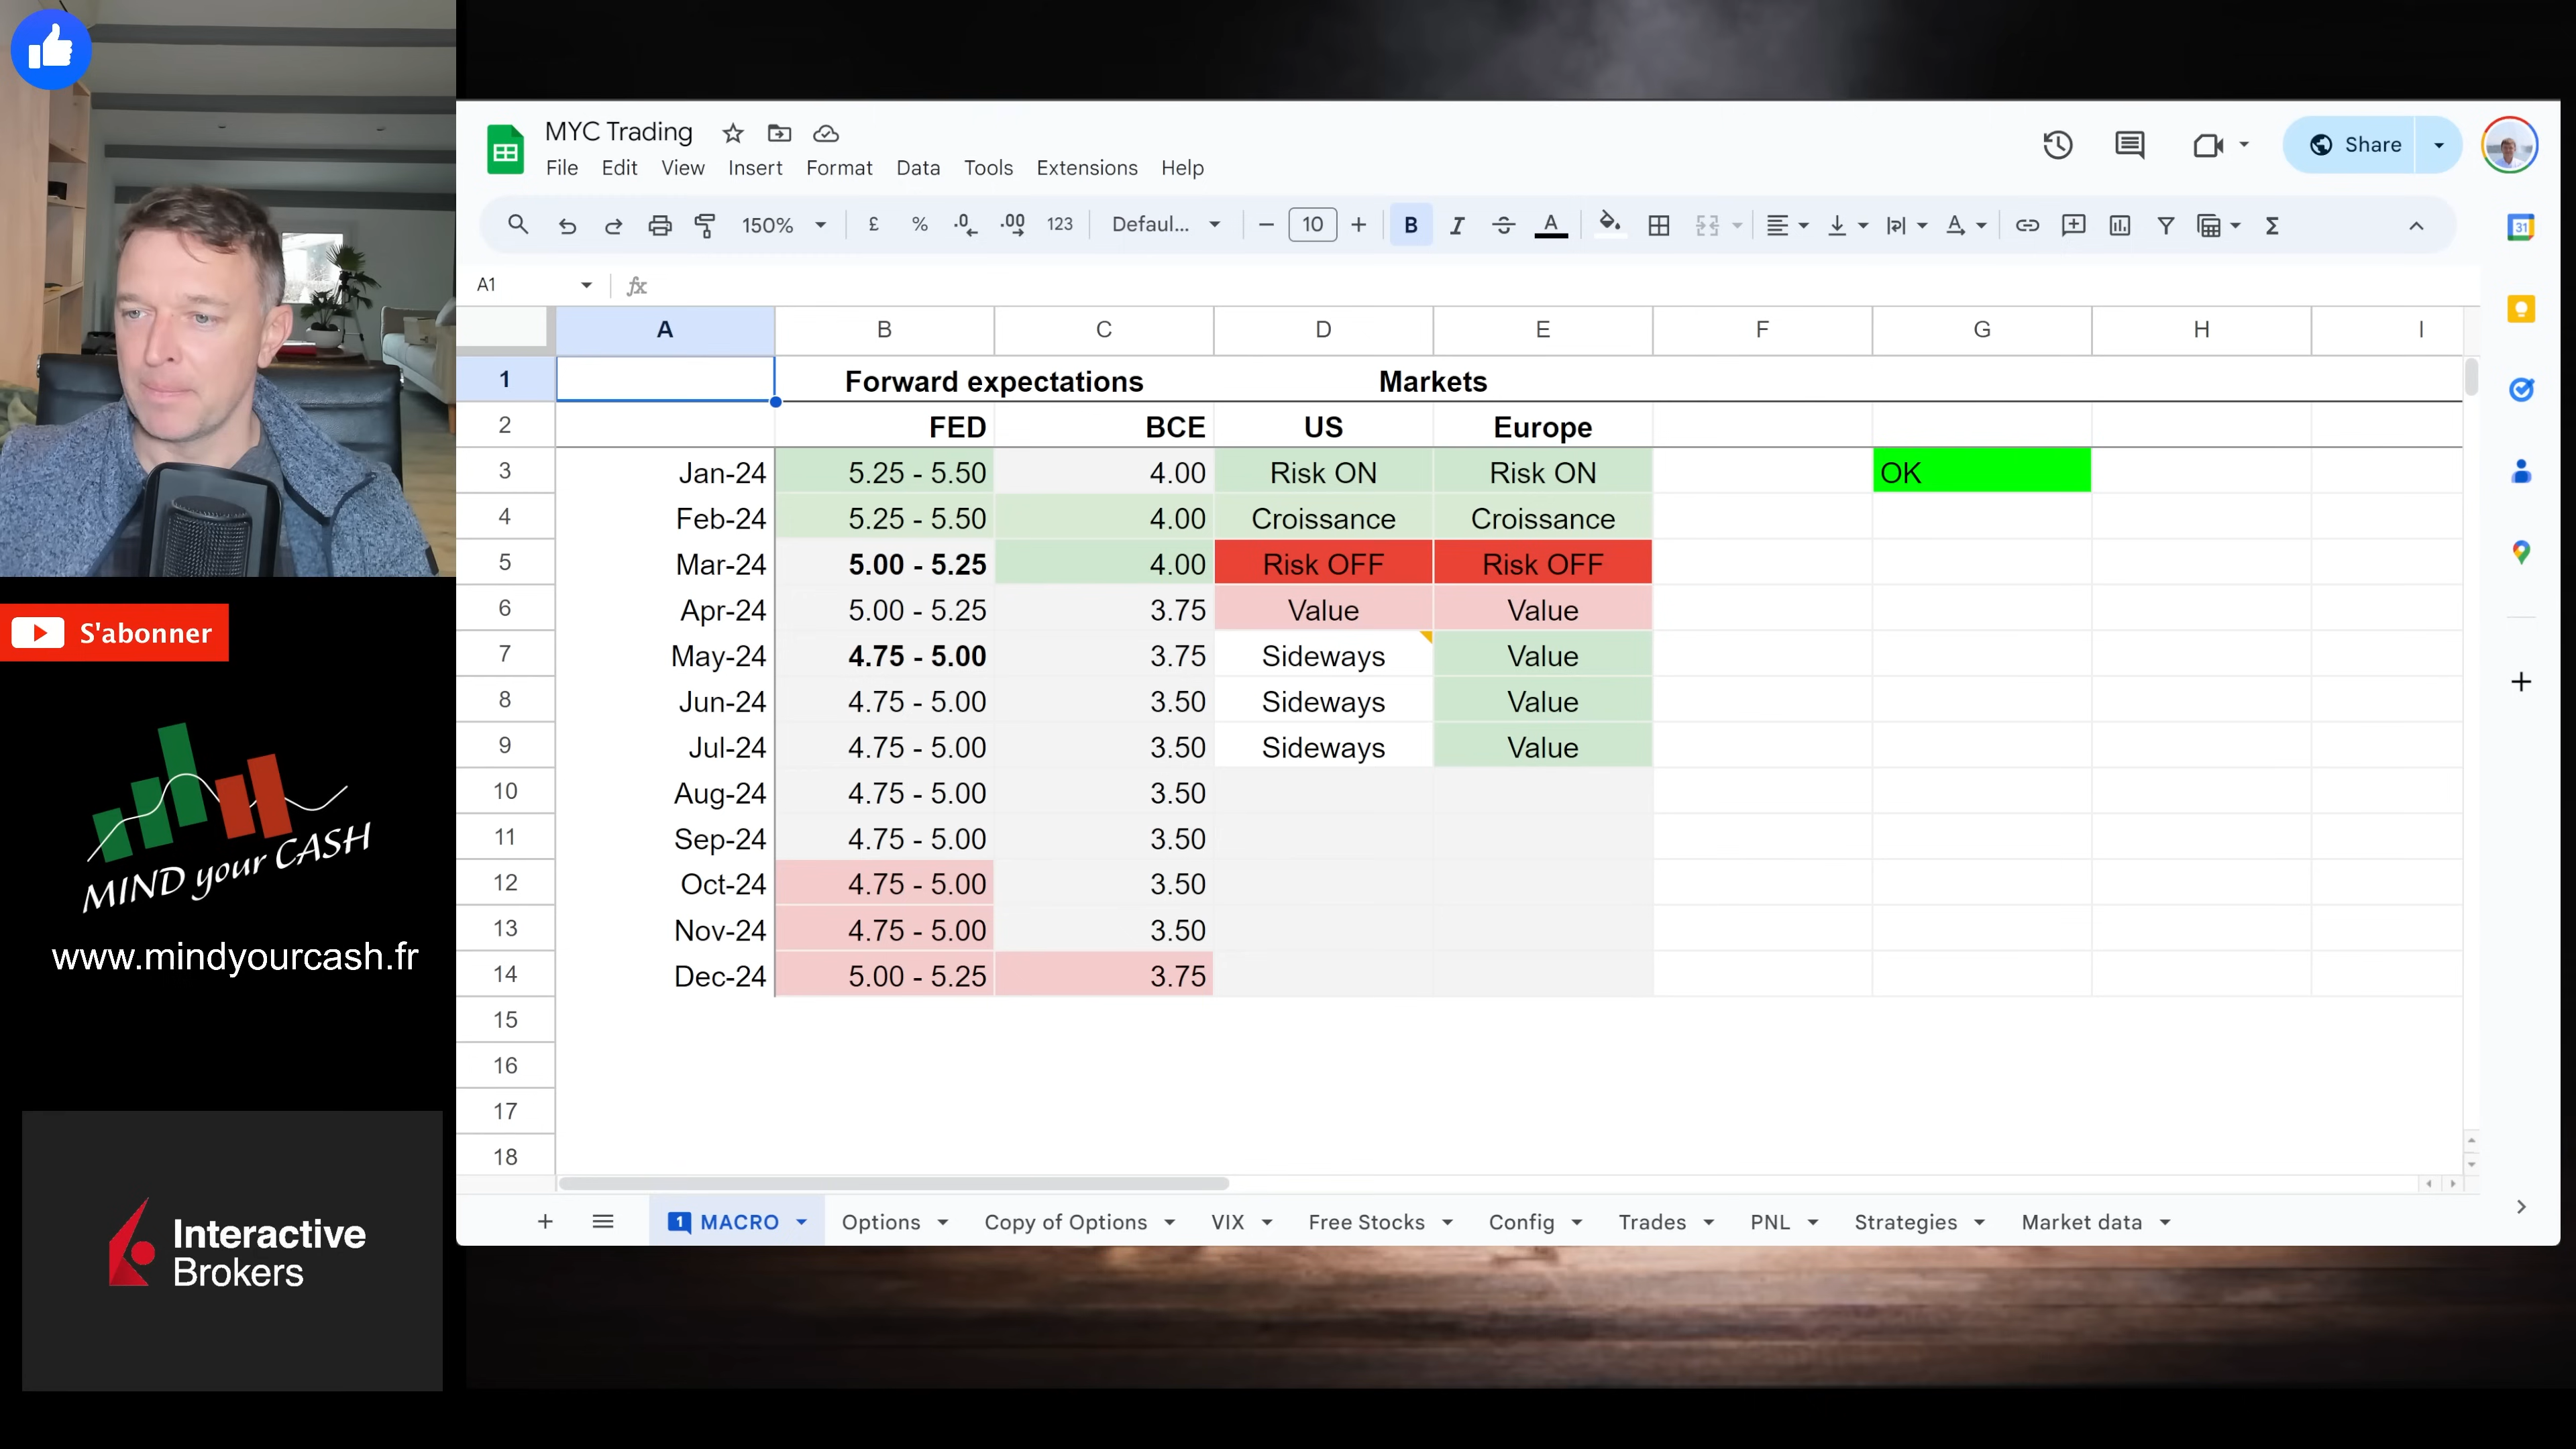 S'abonner
MIND your CASH
www.mindyourcash.fr
Interactive
Brokers
MYC Trading
File Edit View Insert Format Data Tools Extensions Help
Share
150% £ % .0 .00 123 Defaul... 10 B I A
31
A1 fx
A B C D E F G H I
1 Forward expectations Markets
2 FED BCE US Europe
3 Jan-24 5.25 - 5.50 4.00 Risk ON Risk ON OK
4 Feb-24 5.25 - 5.50 4.00 Croissance Croissance
5 Mar-24 5.00 - 5.25 4.00 Risk OFF Risk OFF
6 Apr-24 5.00 - 5.25 3.75 Value Value
7 May-24 4.75 - 5.00 3.75 Sideways Value
8 Jun-24 4.75 - 5.00 3.50 Sideways Value
9 Jul-24 4.75 - 5.00 3.50 Sideways Value
10 Aug-24 4.75 - 5.00 3.50
11 Sep-24 4.75 - 5.00 3.50
12 Oct-24 4.75 - 5.00 3.50
13 Nov-24 4.75 - 5.00 3.50
14 Dec-24 5.00 - 5.25 3.75
15
16
17
18
1 MACRO Options Copy of Options VIX Free Stocks Config Trades PNL Strategies Market data